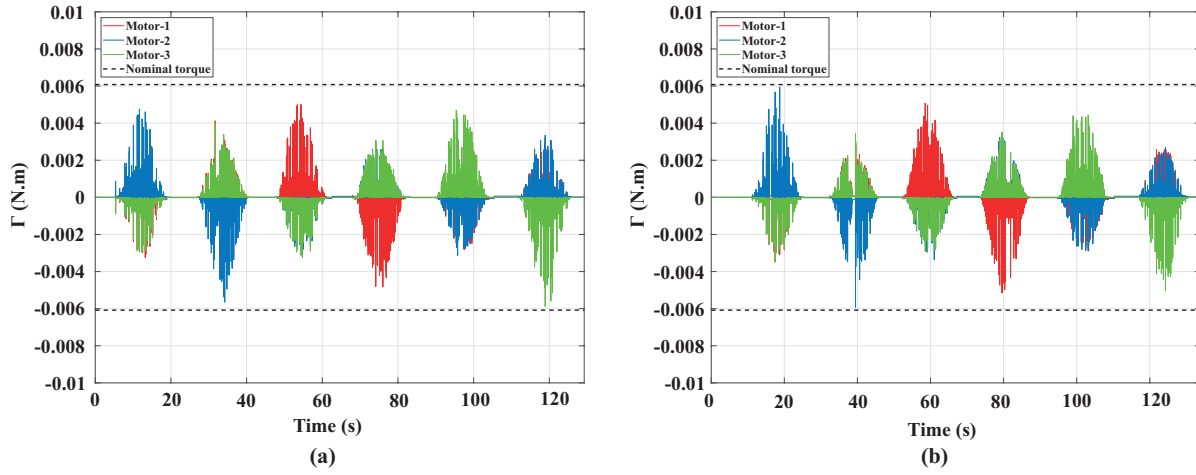 0.01
0.008
0.006
0.004
0.002
0
-0.002
-0.004
-0.006
-0.008
-0.01
Γ (N.m)
Motor-1
Motor-2
Motor-3
Nominal torque
0 20 40 60 80 100 120
Time (s)
(a)
0.01
0.008
0.006
0.004
0.002
0
-0.002
-0.004
-0.006
-0.008
-0.01
Γ (N.m)
Motor-1
Motor-2
Motor-3
Nominal torque
0 20 40 60 80 100 120
Time (s)
(b)